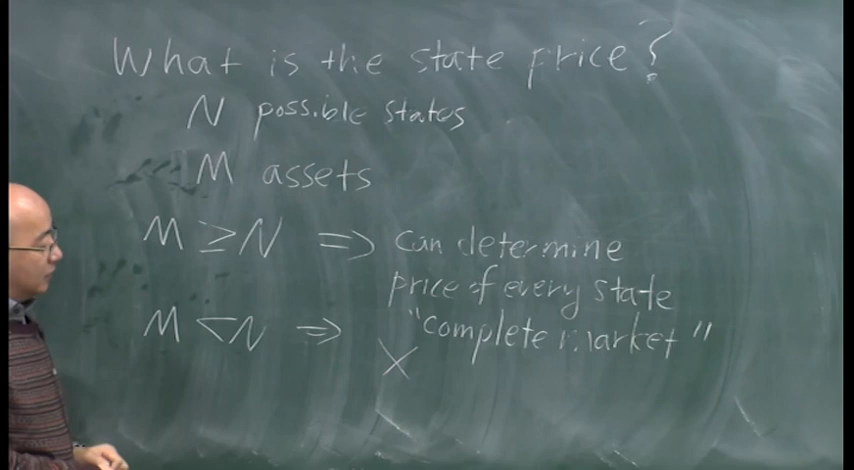 What is the state price?
N possible states
M assets
M ≥ N ⇒ can determine
price of every state
"complete market"
M < N ⇒ X